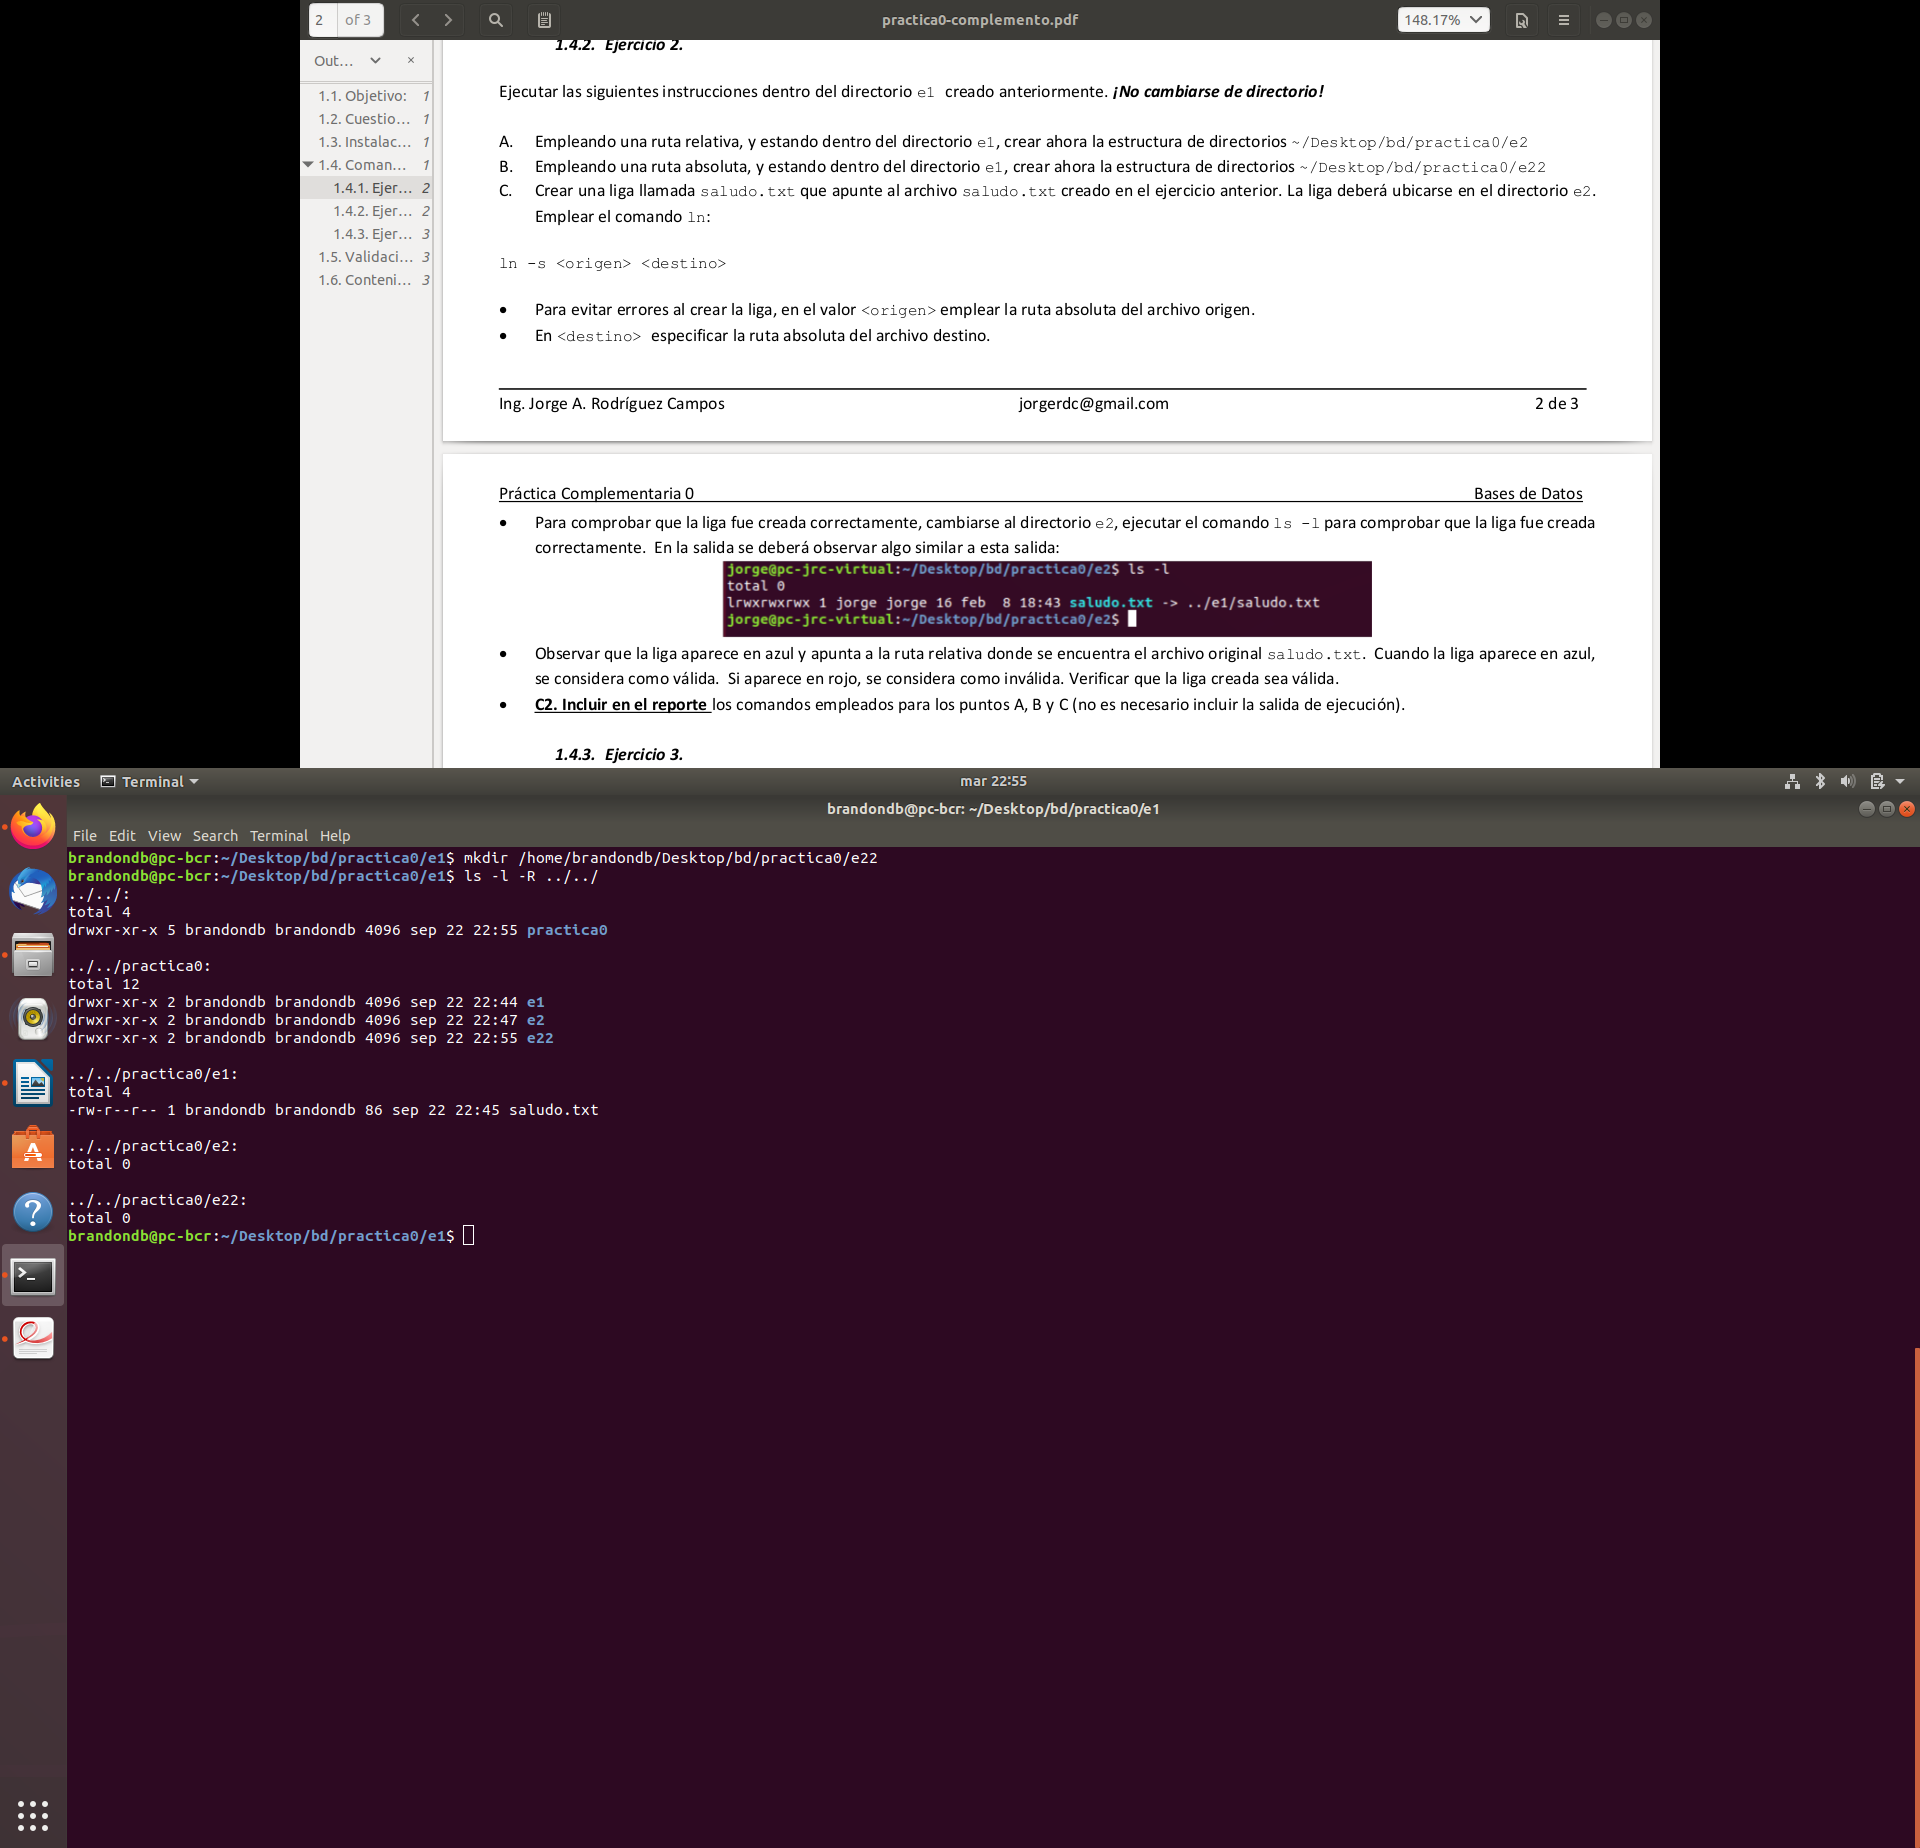 2 of 3
practica0-complemento.pdf
148.17%
Out...
1.1. Objetivo: 1
1.2. Cuestio... 1
1.3. Instalac... 1
1.4. Coman... 1
1.4.1. Ejer... 2
1.4.2. Ejer... 2
1.4.3. Ejer... 3
1.5. Validaci... 3
1.6. Conteni... 3
1.4.2. Ejercicio 2.
Ejecutar las siguientes instrucciones dentro del directorio e1 creado anteriormente. ¡No cambiarse de directorio!
A. Empleando una ruta relativa, y estando dentro del directorio e1, crear ahora la estructura de directorios ~/Desktop/bd/practica0/e2
B. Empleando una ruta absoluta, y estando dentro del directorio e1, crear ahora la estructura de directorios ~/Desktop/bd/practica0/e22
C. Crear una liga llamada saludo.txt que apunte al archivo saludo.txt creado en el ejercicio anterior. La liga deberá ubicarse en el directorio e2.
Emplear el comando ln:
ln -s <origen> <destino>
• Para evitar errores al crear la liga, en el valor <origen> emplear la ruta absoluta del archivo origen.
• En <destino> especificar la ruta absoluta del archivo destino.
Ing. Jorge A. Rodríguez Campos jorgerdc@gmail.com 2 de 3
Práctica Complementaria 0 Bases de Datos
• Para comprobar que la liga fue creada correctamente, cambiarse al directorio e2, ejecutar el comando ls -l para comprobar que la liga fue creada
correctamente. En la salida se deberá observar algo similar a esta salida:
jorge@pc-jrc-virtual:~/Desktop/bd/practica0/e2$ ls -l
total 0
lrwxrwxrwx 1 jorge jorge 16 feb 8 18:43 saludo.txt -> ../e1/saludo.txt
jorge@pc-jrc-virtual:~/Desktop/bd/practica0/e2$
• Observar que la liga aparece en azul y apunta a la ruta relativa donde se encuentra el archivo original saludo.txt. Cuando la liga aparece en azul,
se considera como válida. Si aparece en rojo, se considera como inválida. Verificar que la liga creada sea válida.
• C2. Incluir en el reporte los comandos empleados para los puntos A, B y C (no es necesario incluir la salida de ejecución).
1.4.3. Ejercicio 3.
Activities Terminal mar 22:55
brandondb@pc-bcr: ~/Desktop/bd/practica0/e1
File Edit View Search Terminal Help
brandondb@pc-bcr:~/Desktop/bd/practica0/e1$ mkdir /home/brandondb/Desktop/bd/practica0/e22
brandondb@pc-bcr:~/Desktop/bd/practica0/e1$ ls -l -R ../../
../../:
total 4
drwxr-xr-x 5 brandondb brandondb 4096 sep 22 22:55 practica0
../../practica0:
total 12
drwxr-xr-x 2 brandondb brandondb 4096 sep 22 22:44 e1
drwxr-xr-x 2 brandondb brandondb 4096 sep 22 22:47 e2
drwxr-xr-x 2 brandondb brandondb 4096 sep 22 22:55 e22
../../practica0/e1:
total 4
-rw-r--r-- 1 brandondb brandondb 86 sep 22 22:45 saludo.txt
../../practica0/e2:
total 0
../../practica0/e22:
total 0
brandondb@pc-bcr:~/Desktop/bd/practica0/e1$